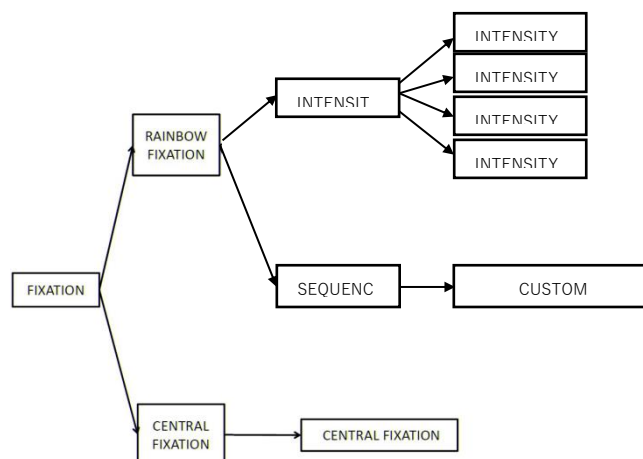 INTENSITY
INTENSITY
INTENSIT
INTENSITY
INTENSITY
RAINBOW
FIXATION
FIXATION
SEQUENC
CUSTOM
CENTRAL
FIXATION
CENTRAL FIXATION